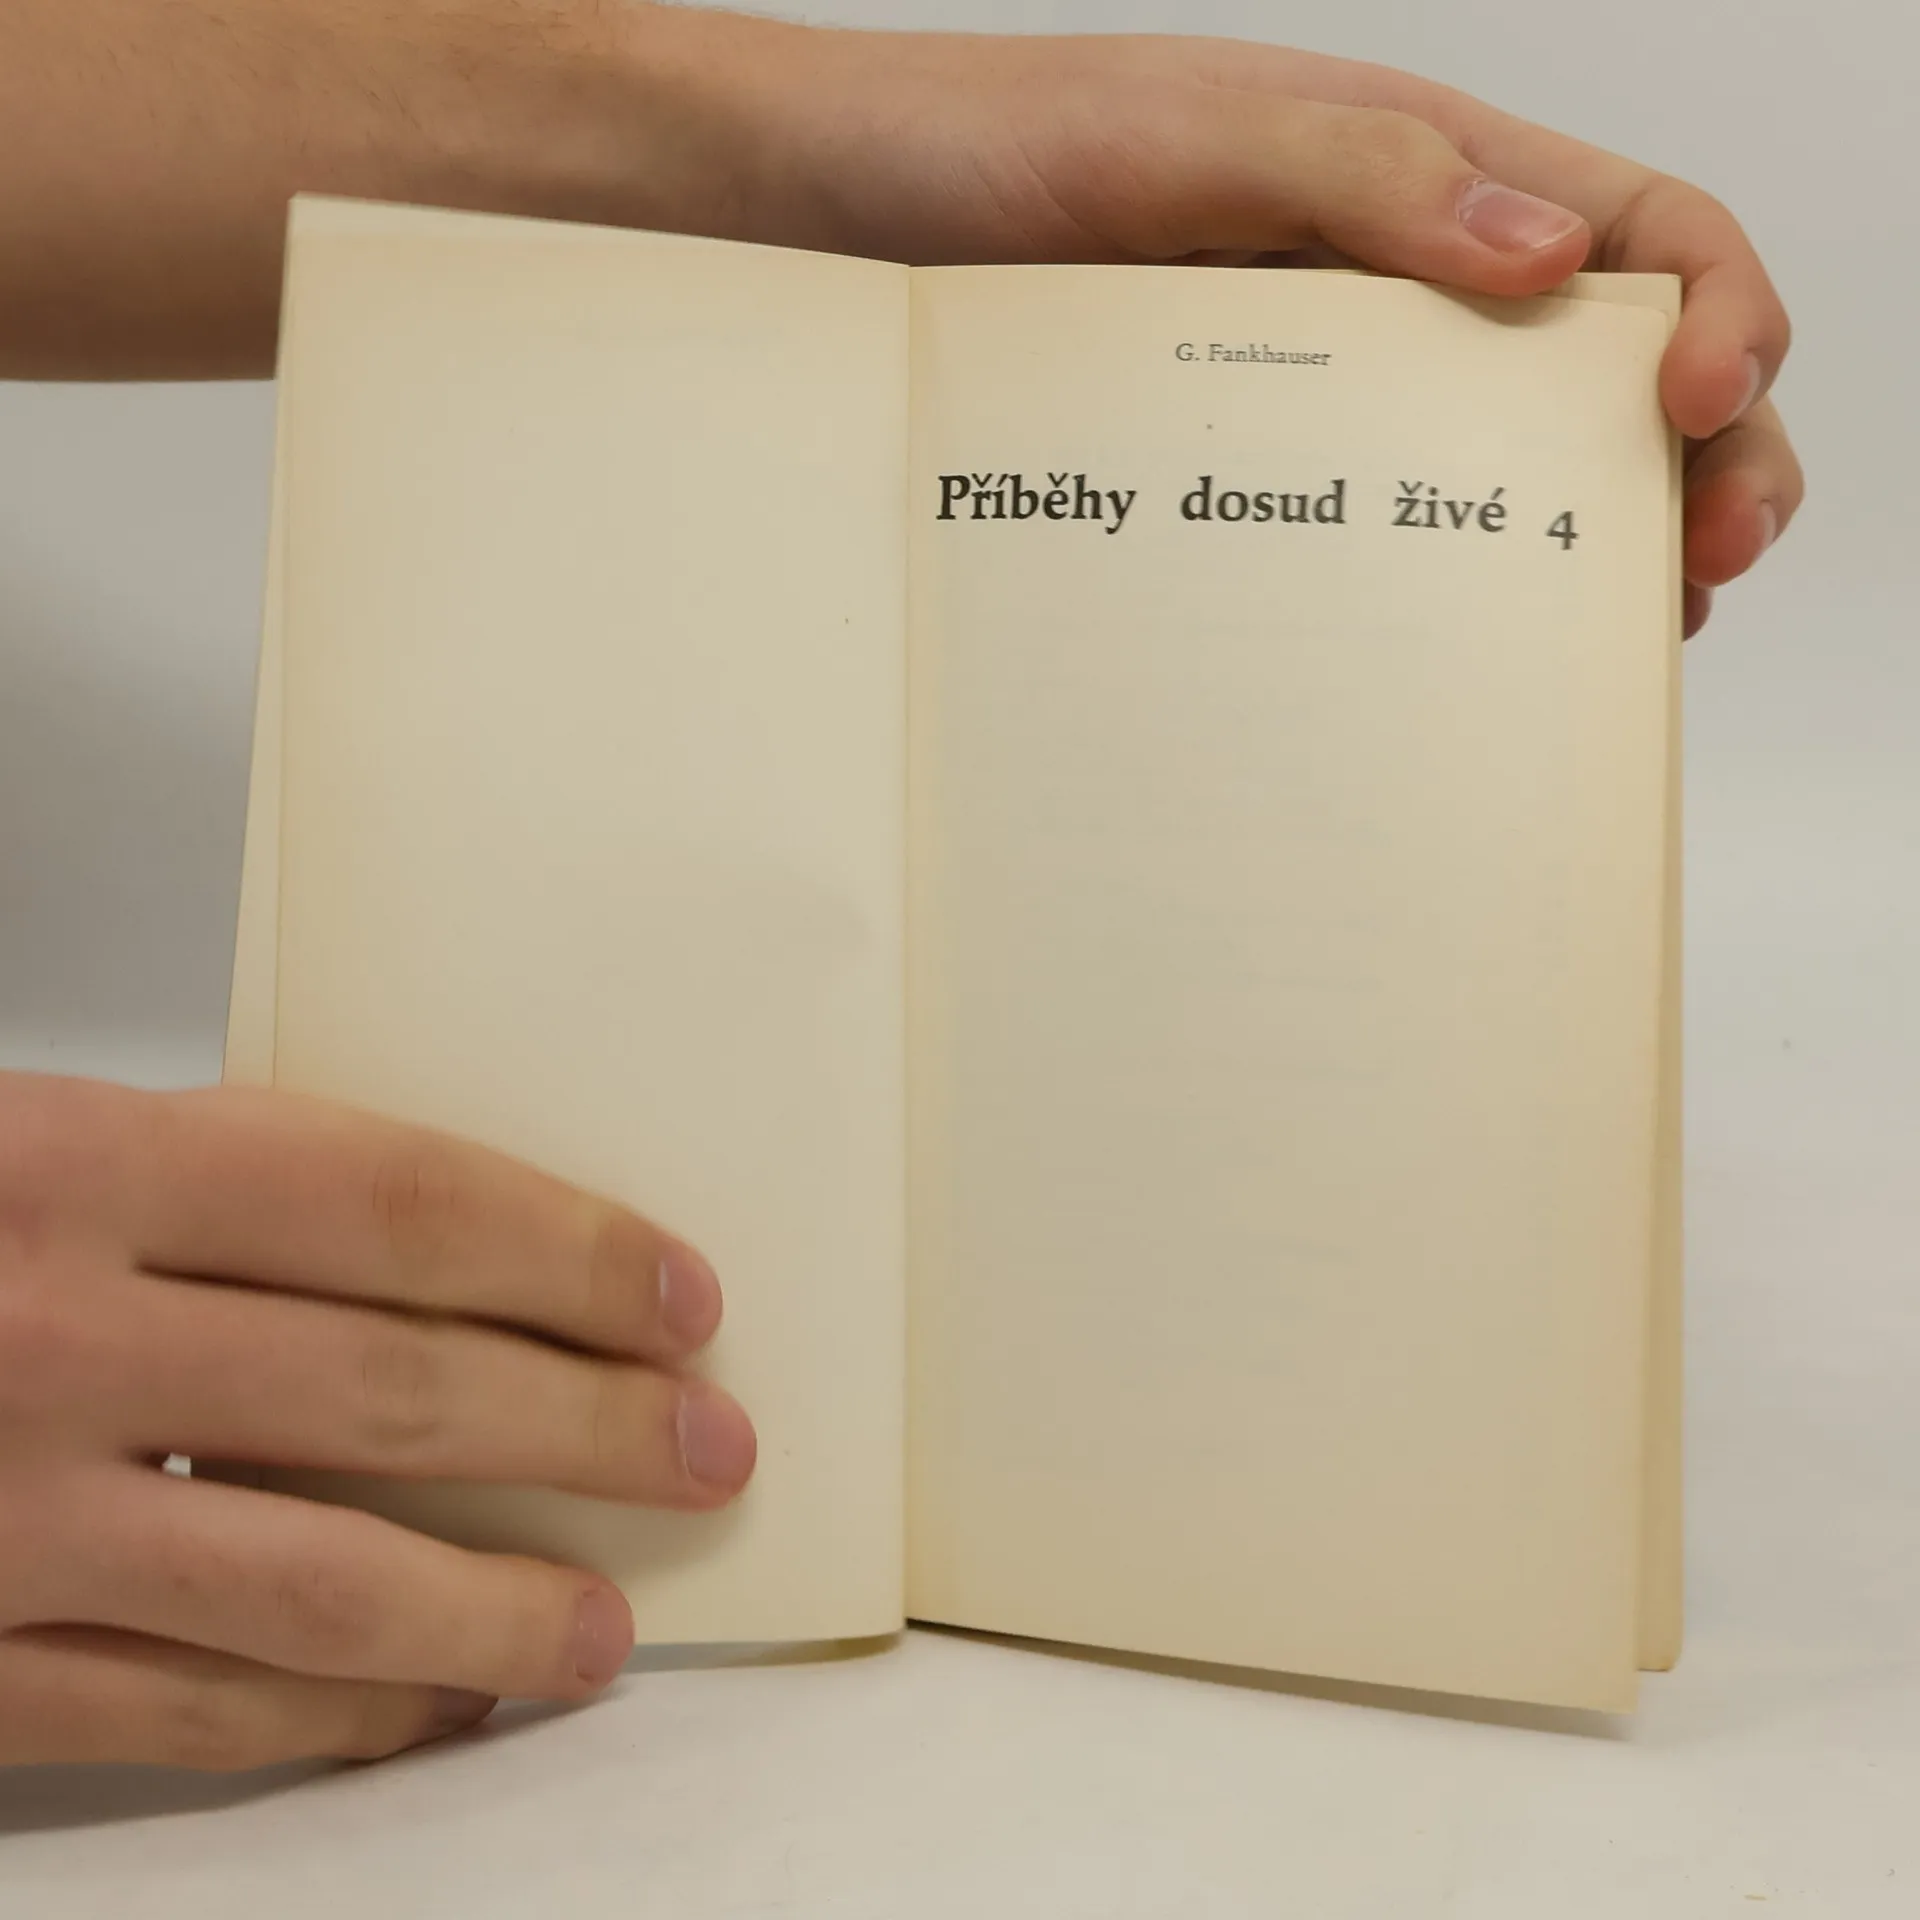 G. Fankhauser
Příběhy dosud živé 4